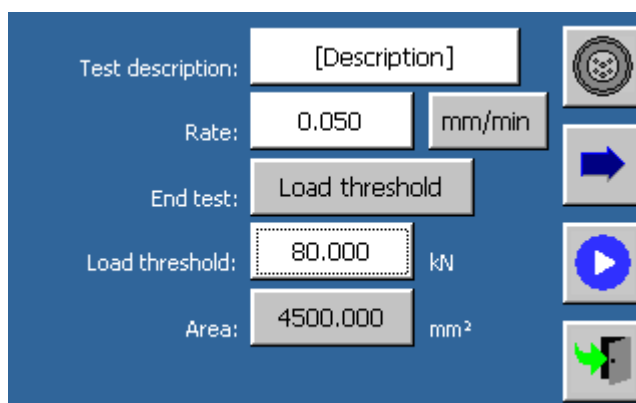 Test description: [Description]
Rate: 0.050 mm/min
End test: Load threshold
Load threshold: 80.000 kN
Area: 4500.000 mm²